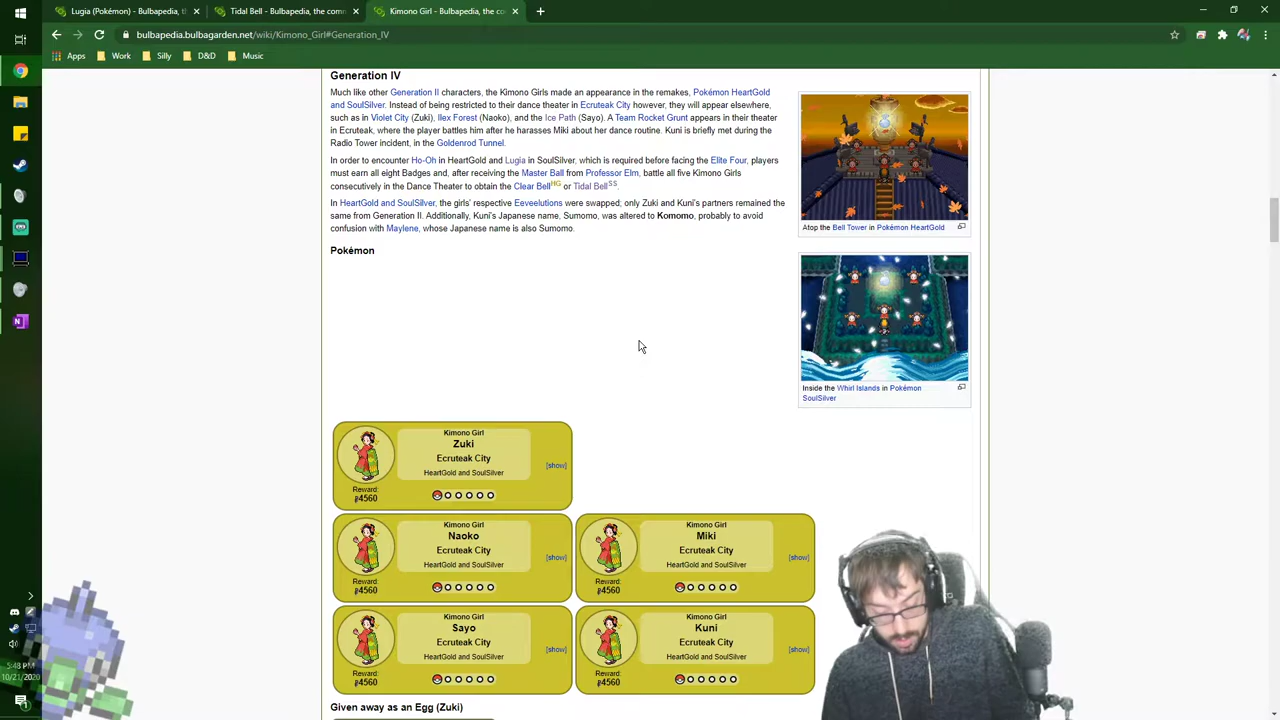 Lugia (Pokémon) - Bulbapedia, th
Tidal Bell - Bulbapedia, the comm
Kimono Girl - Bulbapedia, the co
bulbapedia.bulbagarden.net/wiki/Kimono_Girl#Generation_IV
Apps Work Silly D&D Music
Generation IV
Much like other Generation II characters, the Kimono Girls made an appearance in the remakes, Pokémon HeartGold
and SoulSilver. Instead of being restricted to their dance theater in Ecruteak City however, they will appear elsewhere,
such as in Violet City (Zuki), Ilex Forest (Naoko), and the Ice Path (Sayo). A Team Rocket Grunt appears in their theater
in Ecruteak, where the player battles him after he harasses Miki about her dance routine. Kuni is briefly met during the
Radio Tower incident, in the Goldenrod Tunnel.
In order to encounter Ho-Oh in HeartGold and Lugia in SoulSilver, which is required before facing the Elite Four, players
must earn all eight Badges and, after receiving the Master Ball from Professor Elm, battle all five Kimono Girls
consecutively in the Dance Theater to obtain the Clear BellHG or Tidal BellSS.
In HeartGold and SoulSilver, the girls' respective Eeveelutions were swapped; only Zuki and Kuni's partners remained the
same from Generation II. Additionally, Kuni's Japanese name, Sumomo, was altered to Komomo, probably to avoid
confusion with Maylene, whose Japanese name is also Sumomo.
Atop the Bell Tower in Pokémon HeartGold
Pokémon
Inside the Whirl Islands in Pokémon
SoulSilver
Kimono Girl
Zuki
Ecruteak City
HeartGold and SoulSilver
[show]
Reward:
4560
Kimono Girl
Naoko
Ecruteak City
HeartGold and SoulSilver
[show]
Reward:
4560
Kimono Girl
Miki
Ecruteak City
HeartGold and SoulSilver
[show]
Reward:
4560
Kimono Girl
Sayo
Ecruteak City
HeartGold and SoulSilver
[show]
Reward:
4560
Kimono Girl
Kuni
Ecruteak City
HeartGold and SoulSilver
[show]
Reward:
4560
Given away as an Egg (Zuki)
5:48 PM
10/21/2020